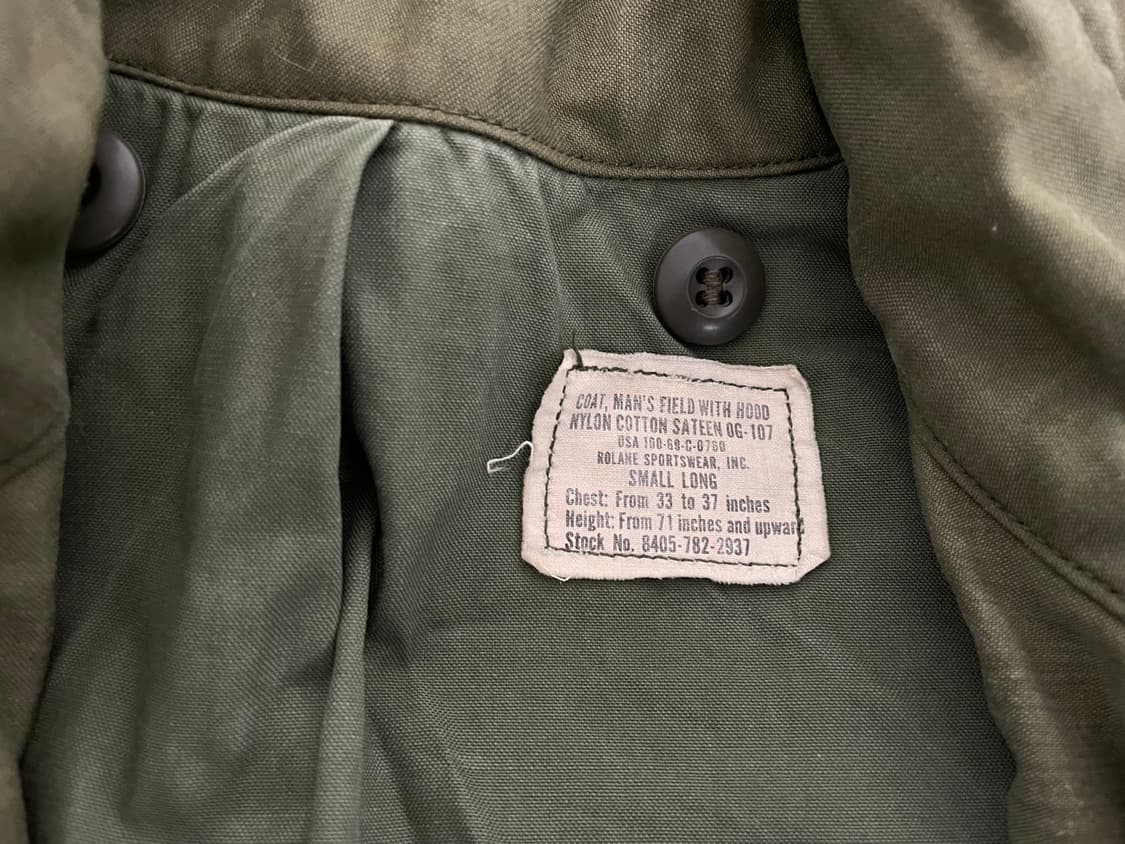 COAT, MAN'S FIELD WITH HOOD
NYLON COTTON SATEEN OG-107
DSA 100-69-C-0760
ROLANE SPORTSWEAR, INC.
SMALL LONG
Chest: From 33 to 37 inches
Height: From 71 inches and upward
Stock No. 8405-782-2937